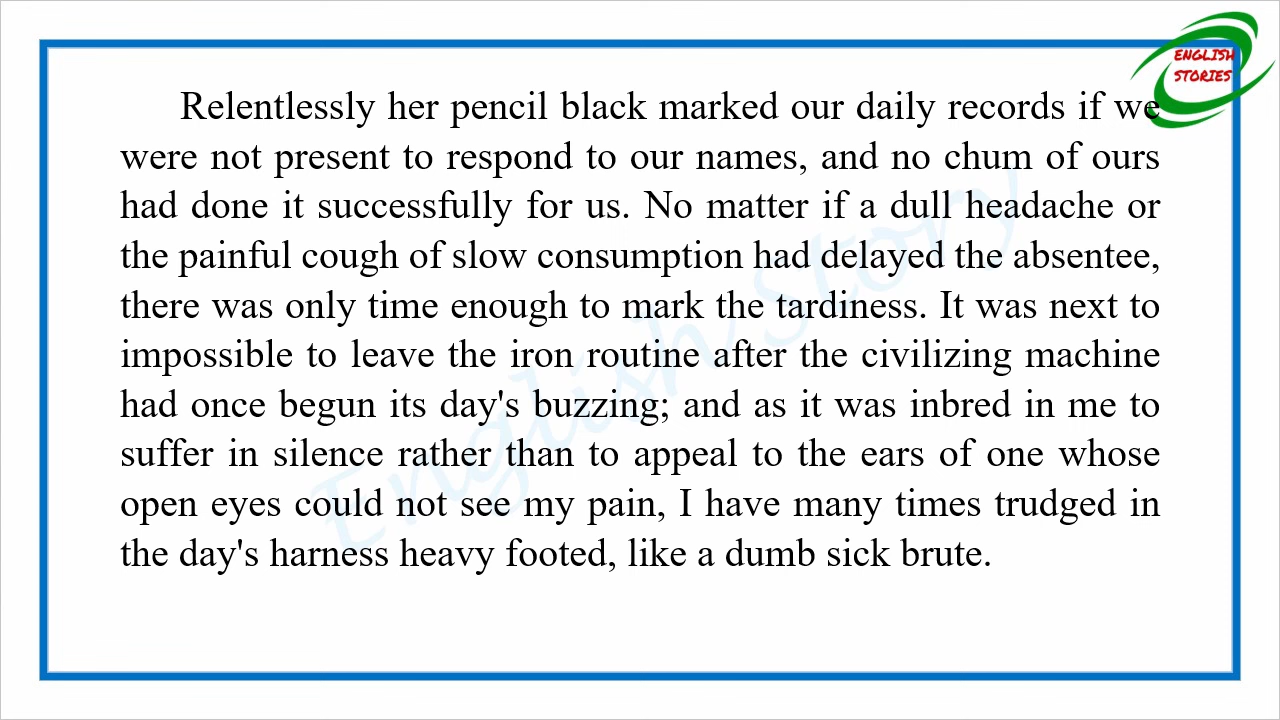 ENGLISH
STORIES
Relentlessly her pencil black marked our daily records if we
were not present to respond to our names, and no chum of ours
had done it successfully for us. No matter if a dull headache or
the painful cough of slow consumption had delayed the absentee,
there was only time enough to mark the tardiness. It was next to
impossible to leave the iron routine after the civilizing machine
had once begun its day's buzzing; and as it was inbred in me to
suffer in silence rather than to appeal to the ears of one whose
open eyes could not see my pain, I have many times trudged in
the day's harness heavy footed, like a dumb sick brute.
English Story